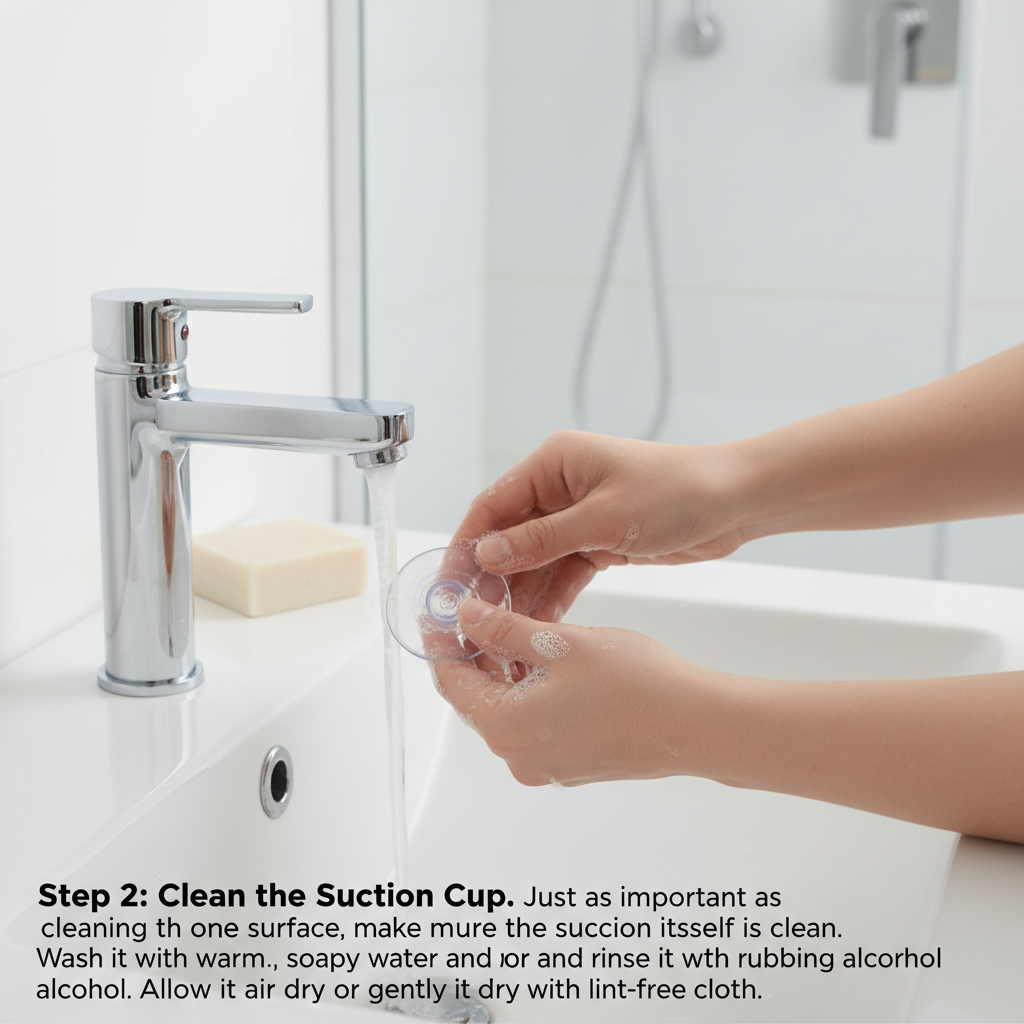 Step 2: Clean the Suction Cup. Just as important as
cleaning th one surface, make mure the succion itsself is clean.
Wash it with warm., soapy water and or and rinse it wth rubbing alcorhol
alcohol. Allow it air dry or gently it dry with lint-free cloth.